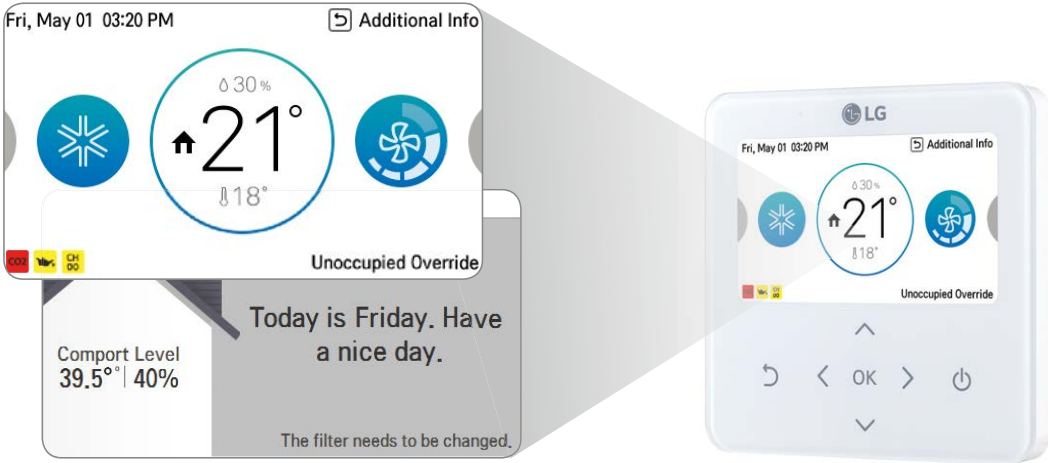 Fri, May 01 03:20 PM
Additional Info
30%
21°
18°
CO2
CH
00
Unoccupied Override
Comport Level
39.5°° 40%
Today is Friday. Have
a nice day.
The filter needs to be changed.
LG
Fri, May 01 03:20 PM
Additional Info
30%
21°
18°
CH
00
Unoccupied Override
OK